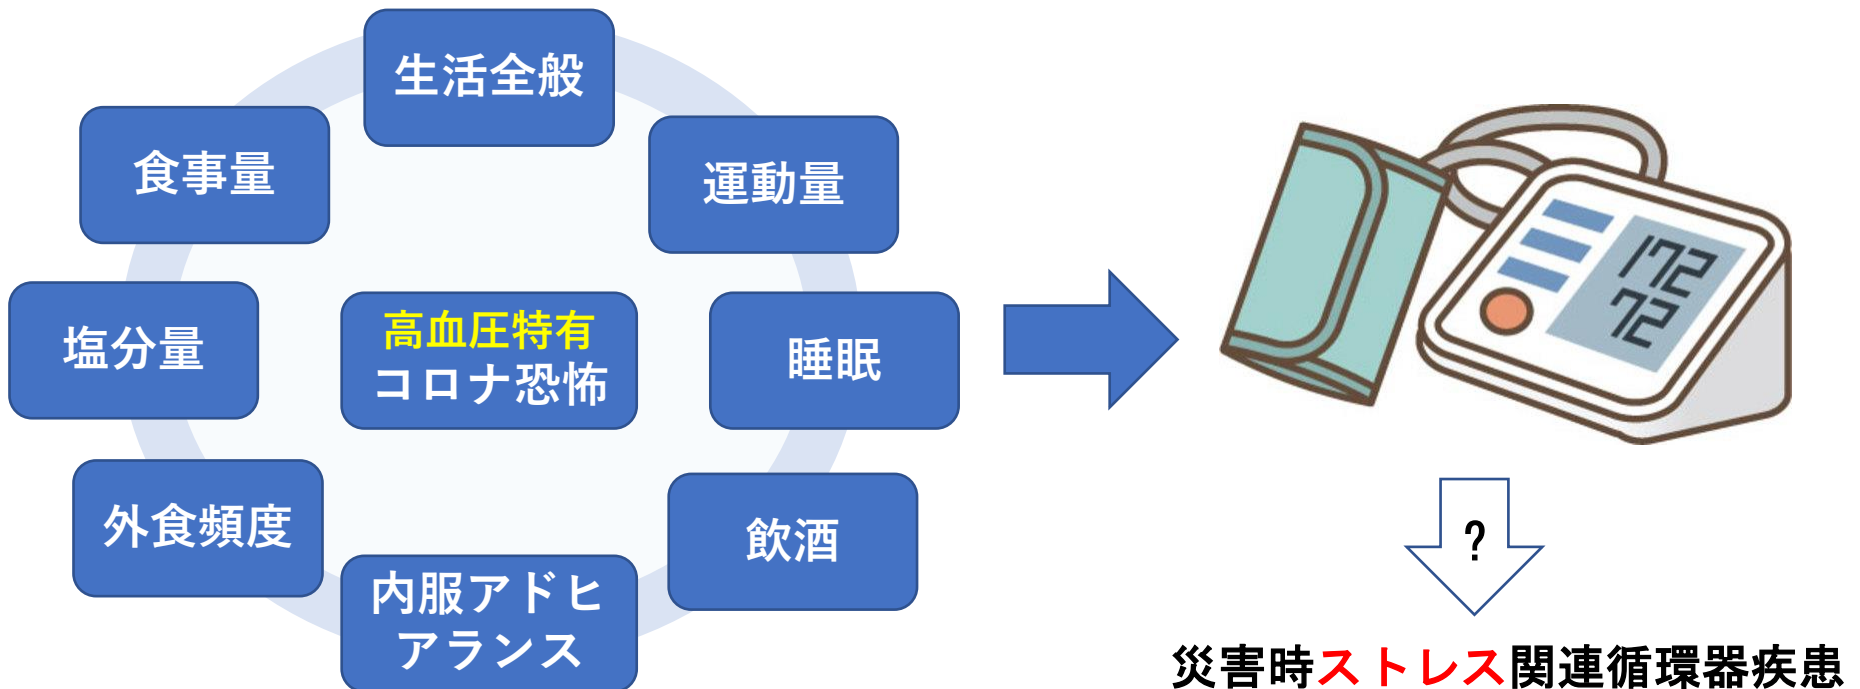 生活全般
食事量
運動量
塩分量
高血圧特有
コロナ恐怖
睡眠
外食頻度
飲酒
内服アドヒ
アランス
172
72
?
災害時ストレス関連循環器疾患